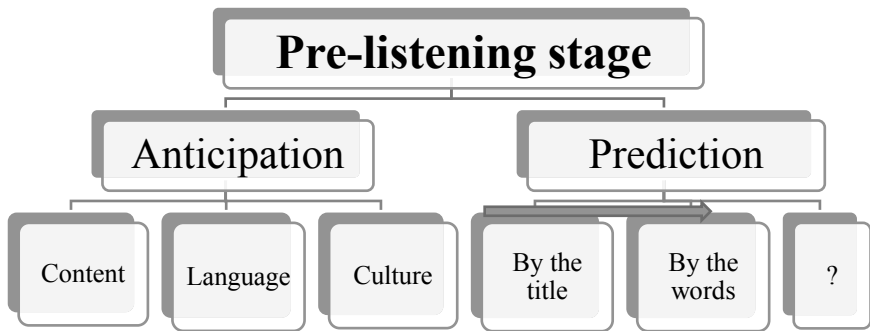 Pre-listening stage
Anticipation
Prediction
Content
Language
Culture
By the
title
By the
words
?